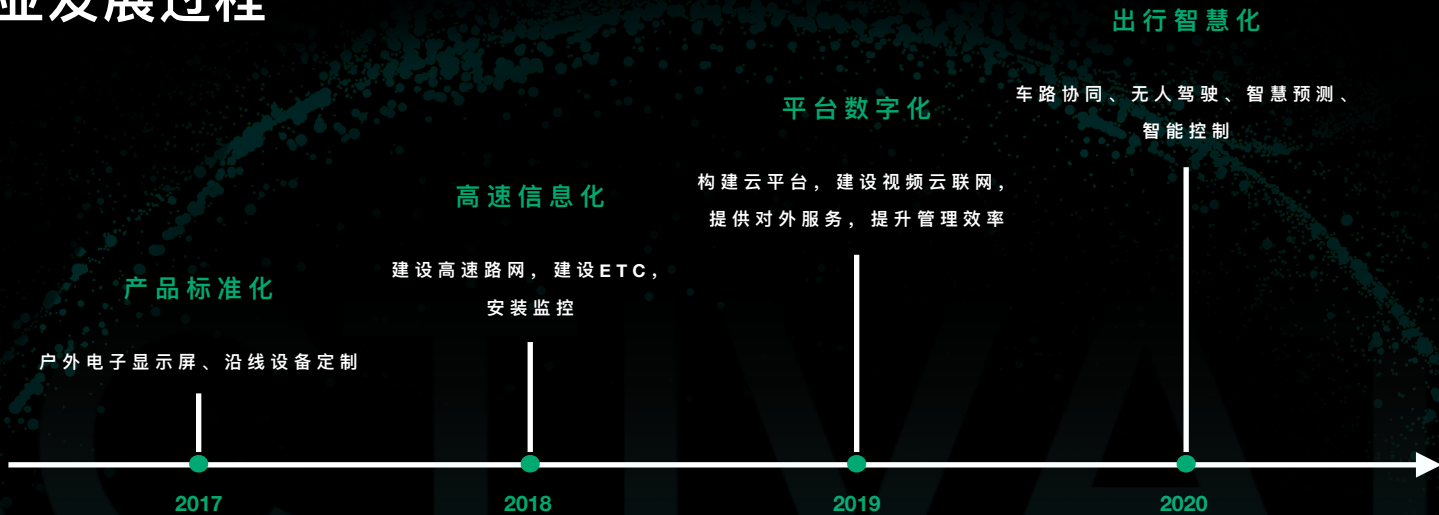 业发展过程
出行智慧化
车路协同、无人驾驶、智慧预测、
智能控制
平台数字化
构建云平台，建设视频云联网，
提供对外服务，提升管理效率
高速信息化
建设高速路网，建设ETC，
安装监控
产品标准化
户外电子显示屏、沿线设备定制
2017
2018
2019
2020